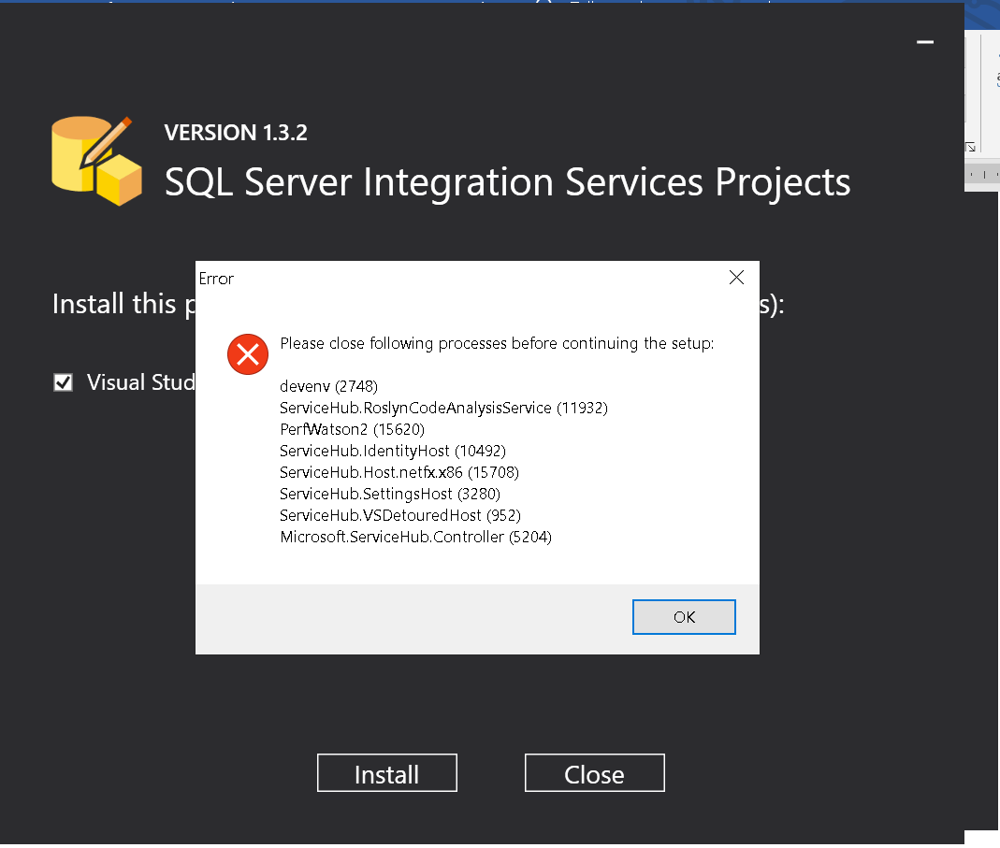 VERSION 1.3.2
SQL Server Integration Services Projects
Error
Install this
s):
Please close following processes before continuing the setup:
Visual Stud
devenv (2748)
ServiceHub.RoslynCodeAnalysisService (11932)
PerfWatson2 (15620)
ServiceHub.IdentityHost (10492)
ServiceHub.Host.netfx.x86 (15708)
ServiceHub.SettingsHost (3280)
ServiceHub.VSDetouredHost (952)
Microsoft.ServiceHub.Controller (5204)
OK
Install
Close